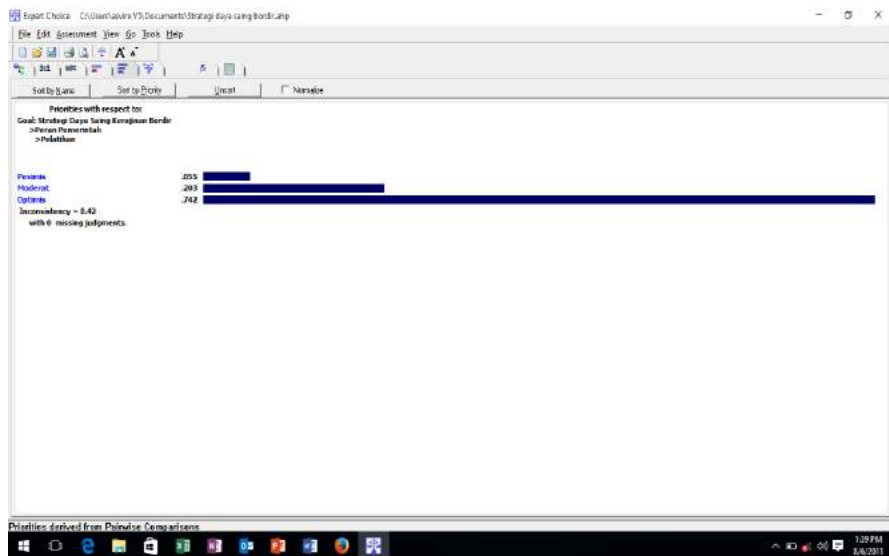 Expert Choice C:\Users\asvira V3\Documents\Strategi daya saing bordir.ahp
File Edit Assessment View Go Tools Help
Sort by Name Sort by Priority Unsort Normalize
Priorities with respect to:
Goal: Strategi Daya Saing Kerajinan Bordir
>Peran Pemerintah
>Pelatihan
Pesimis .055
Moderat .203
Optimis .742
Inconsistency =
with 0 missing judgments.
Priorities derived from Pairwise Comparisons
1:39 PM